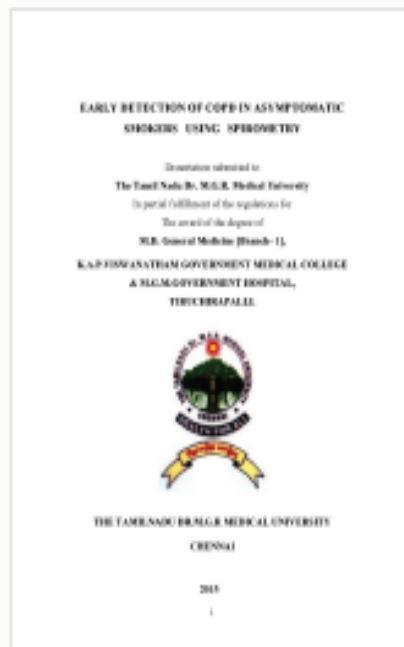 EARLY DETECTION OF COPD IN ASYMPTOMATIC
SMOKERS USING SPIROMETRY
Dissertation submitted to
The Tamil Nadu Dr. M.G.R. Medical University
In partial fulfillment of the regulations for
The award of the degree of
M.D. General Medicine [Branch- 1],
K.A.P.VISWANATHAM GOVERNMENT MEDICAL COLLEGE
& M.G.M.GOVERNMENT HOSPITAL,
TIRUCHIRAPALLI.
THE TAMILNADU DR.M.G.R MEDICAL UNIVERSITY
CHENNAI
2015